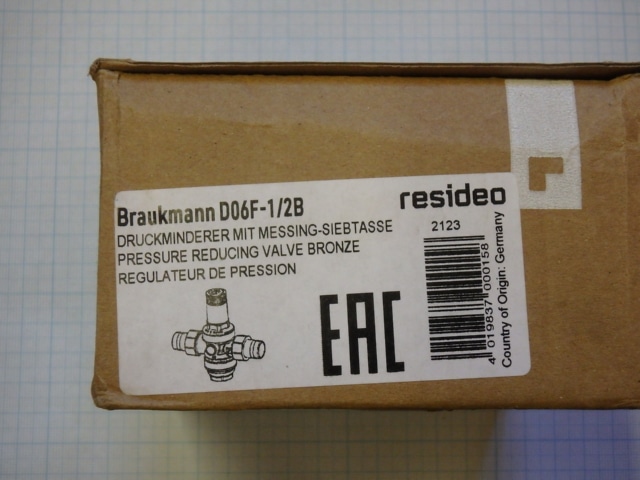 Braukmann D06F-1/2B
resideo
DRUCKMINDERER MIT MESSING-SIEBTASSE
PRESSURE REDUCING VALVE BRONZE
REGULATEUR DE PRESSION
EAC
2123
4 019837 000158
Country of Origin: Germany